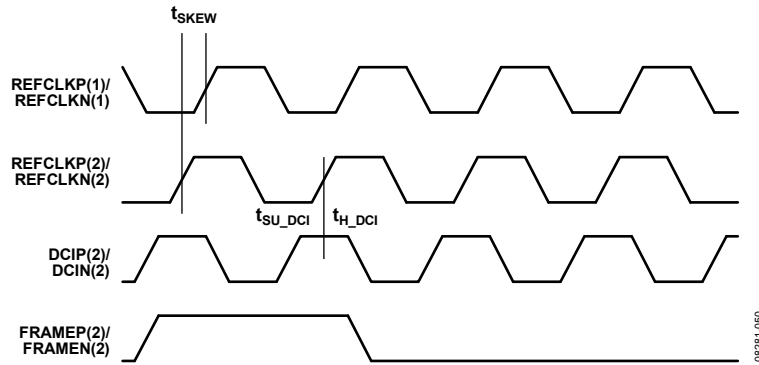 tSKEW
REFCLKP(1)/
REFCLKN(1)
REFCLKP(2)/
REFCLKN(2)
tSU_DCI tH_DCI
DCIP(2)/
DCIN(2)
FRAMEP(2)/
FRAMEN(2)
08281-050